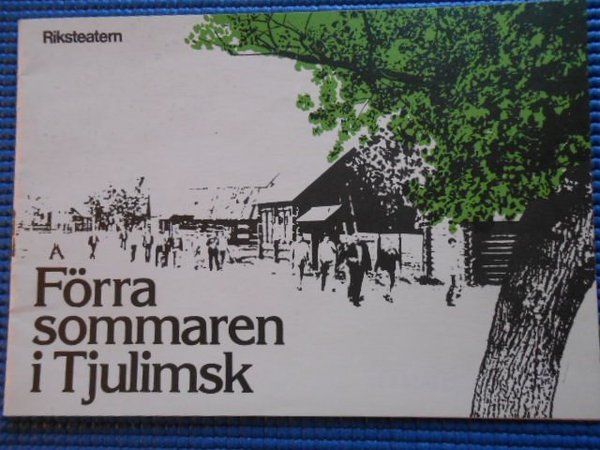 Riksteatern
Förra
sommaren
i Tjulimsk